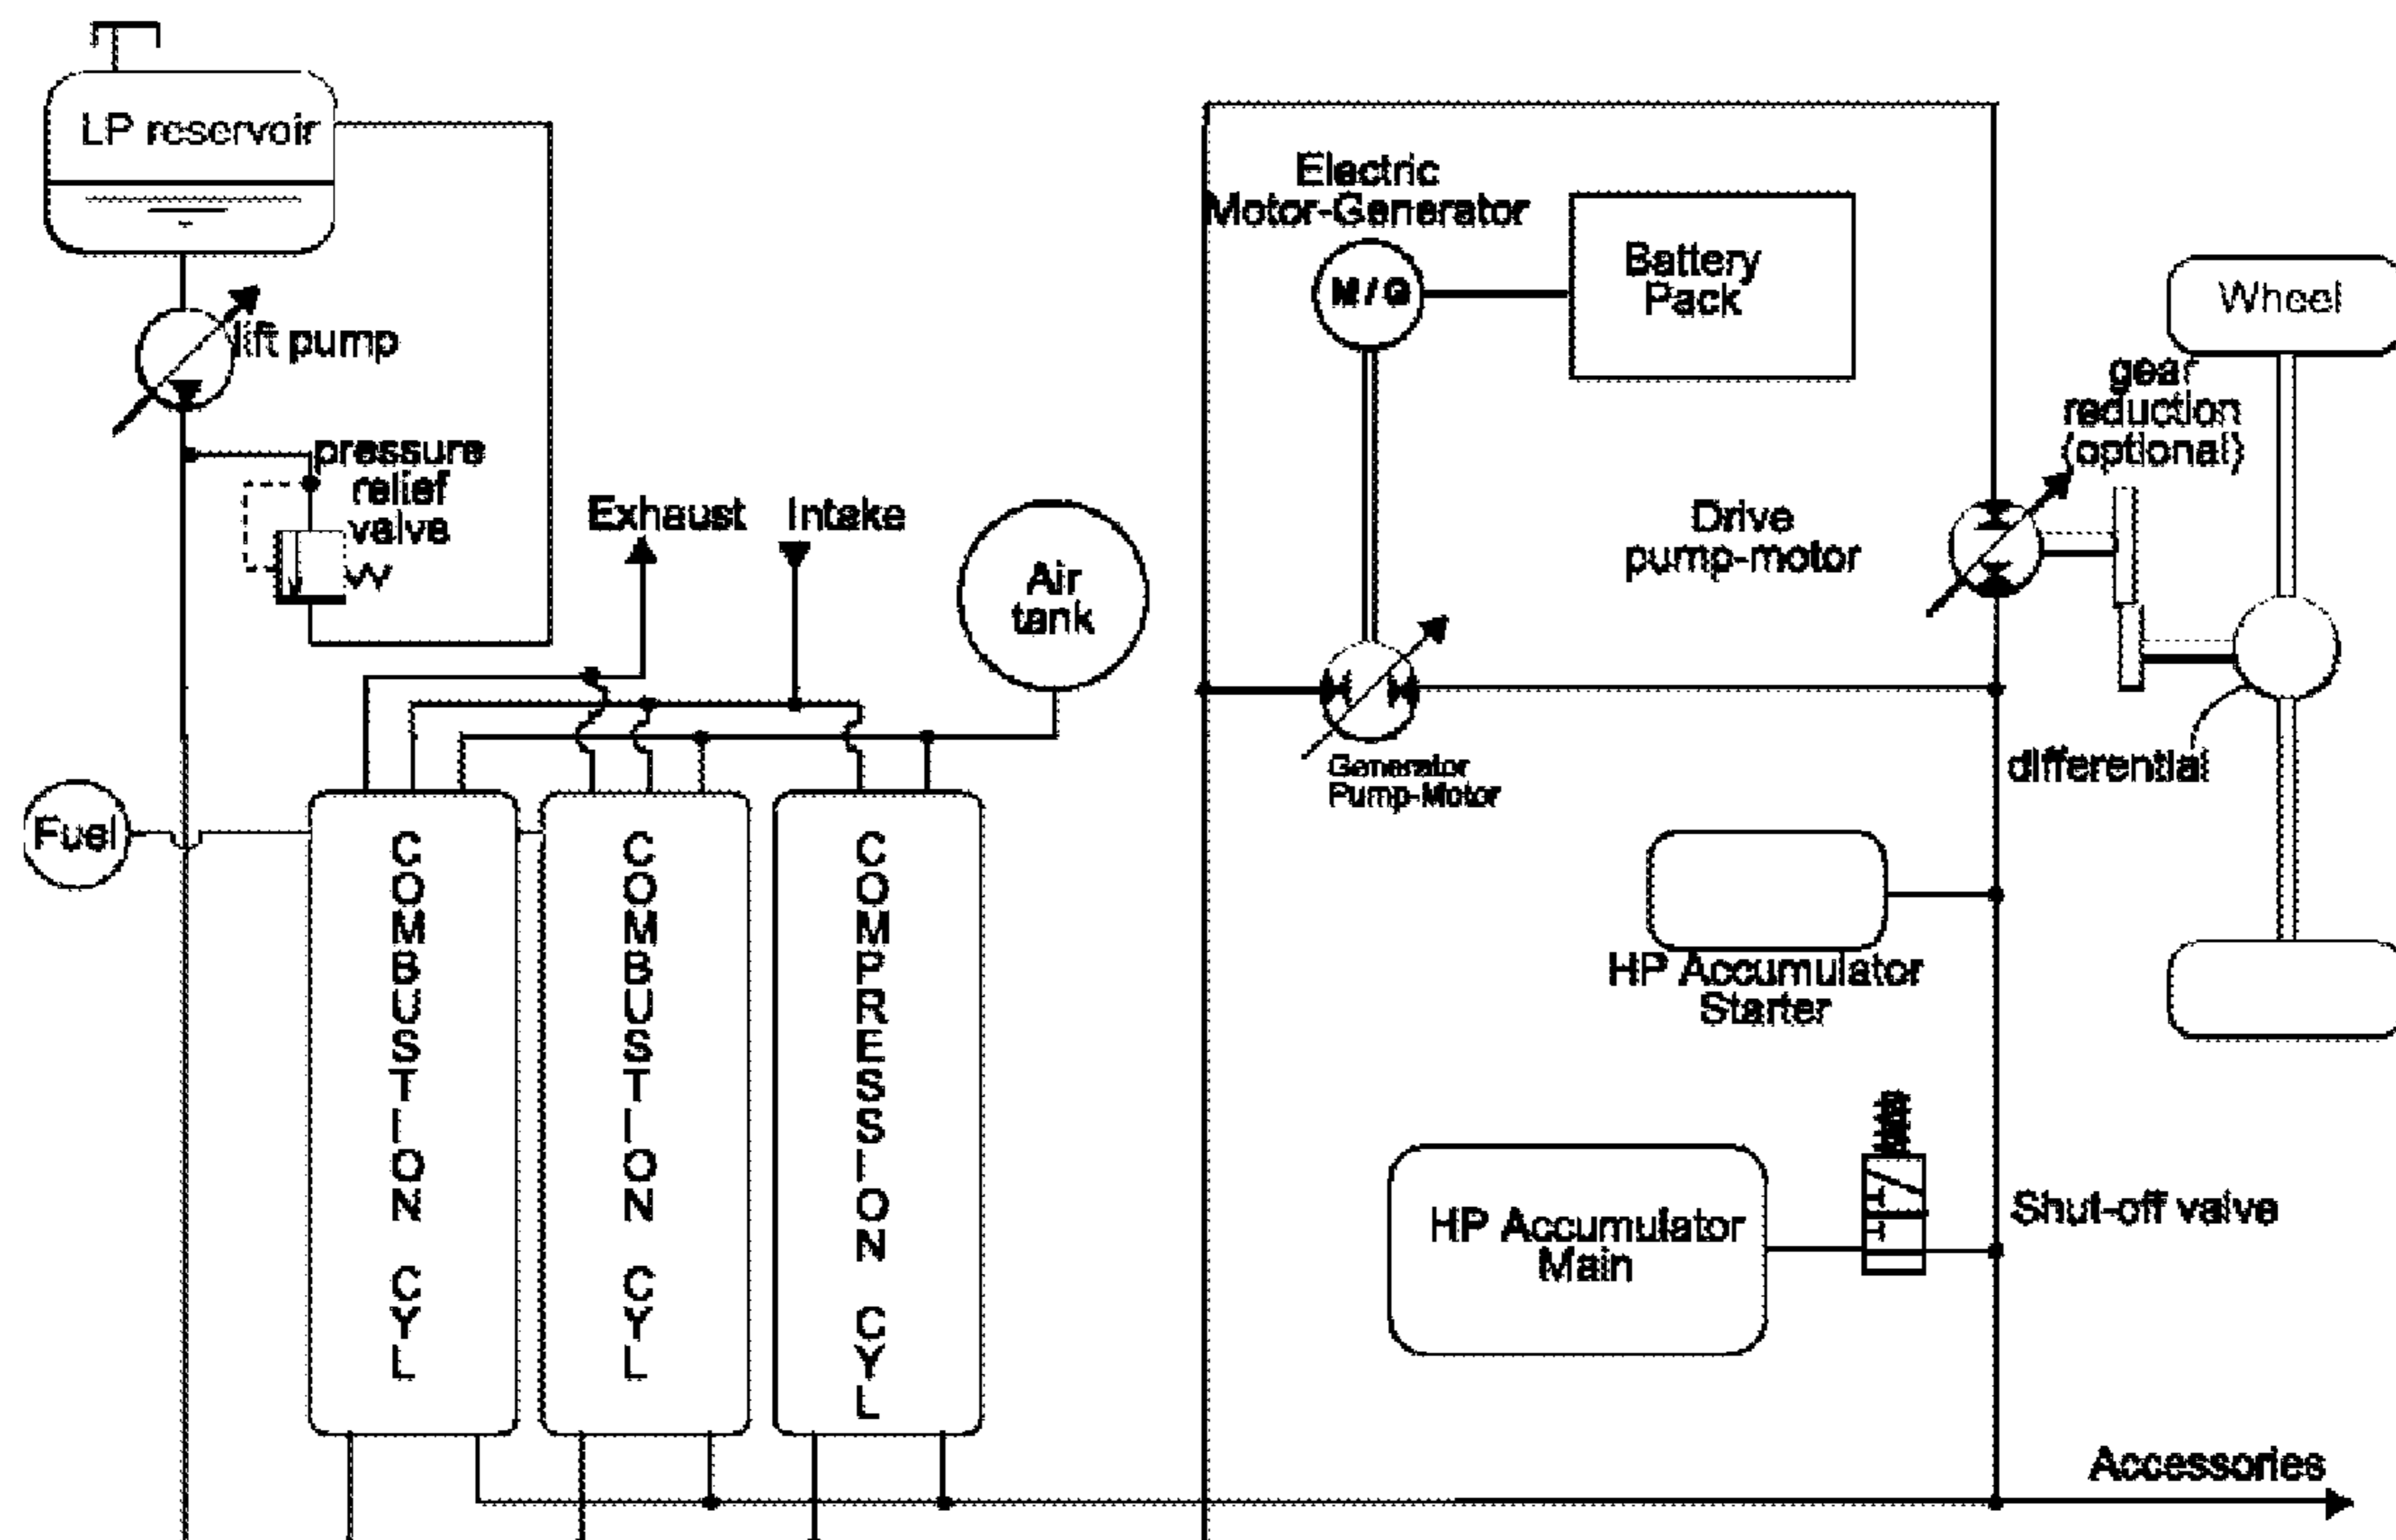 LP reservoir
lift pump
pressure
relief
valve
Exhaust
Intake
Air
tank
Fuel
COMBUSTION CYL
COMBUSTION CYL
COMPRESSION CYL
Electric
Motor-Generator
M / G
Battery
Pack
Wheel
gear
reduction
(optional)
Drive
pump-motor
Generator
Pump-Motor
differential
HP Accumulator
Starter
HP Accumulator
Main
Shut-off valve
Accessories